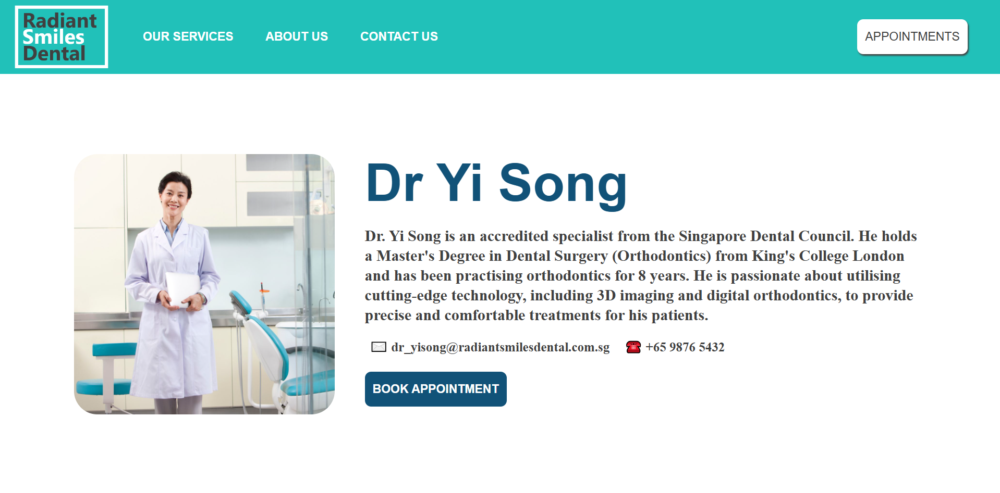 Radiant
Smiles
Dental
OUR SERVICES
ABOUT US
CONTACT US
APPOINTMENTS
Dr Yi Song
Dr. Yi Song is an accredited specialist from the Singapore Dental Council. He holds
a Master's Degree in Dental Surgery (Orthodontics) from King's College London
and has been practising orthodontics for 8 years. He is passionate about utilising
cutting-edge technology, including 3D imaging and digital orthodontics, to provide
precise and comfortable treatments for his patients.
dr_yisong@radiantsmilesdental.com.sg
+65 9876 5432
BOOK APPOINTMENT